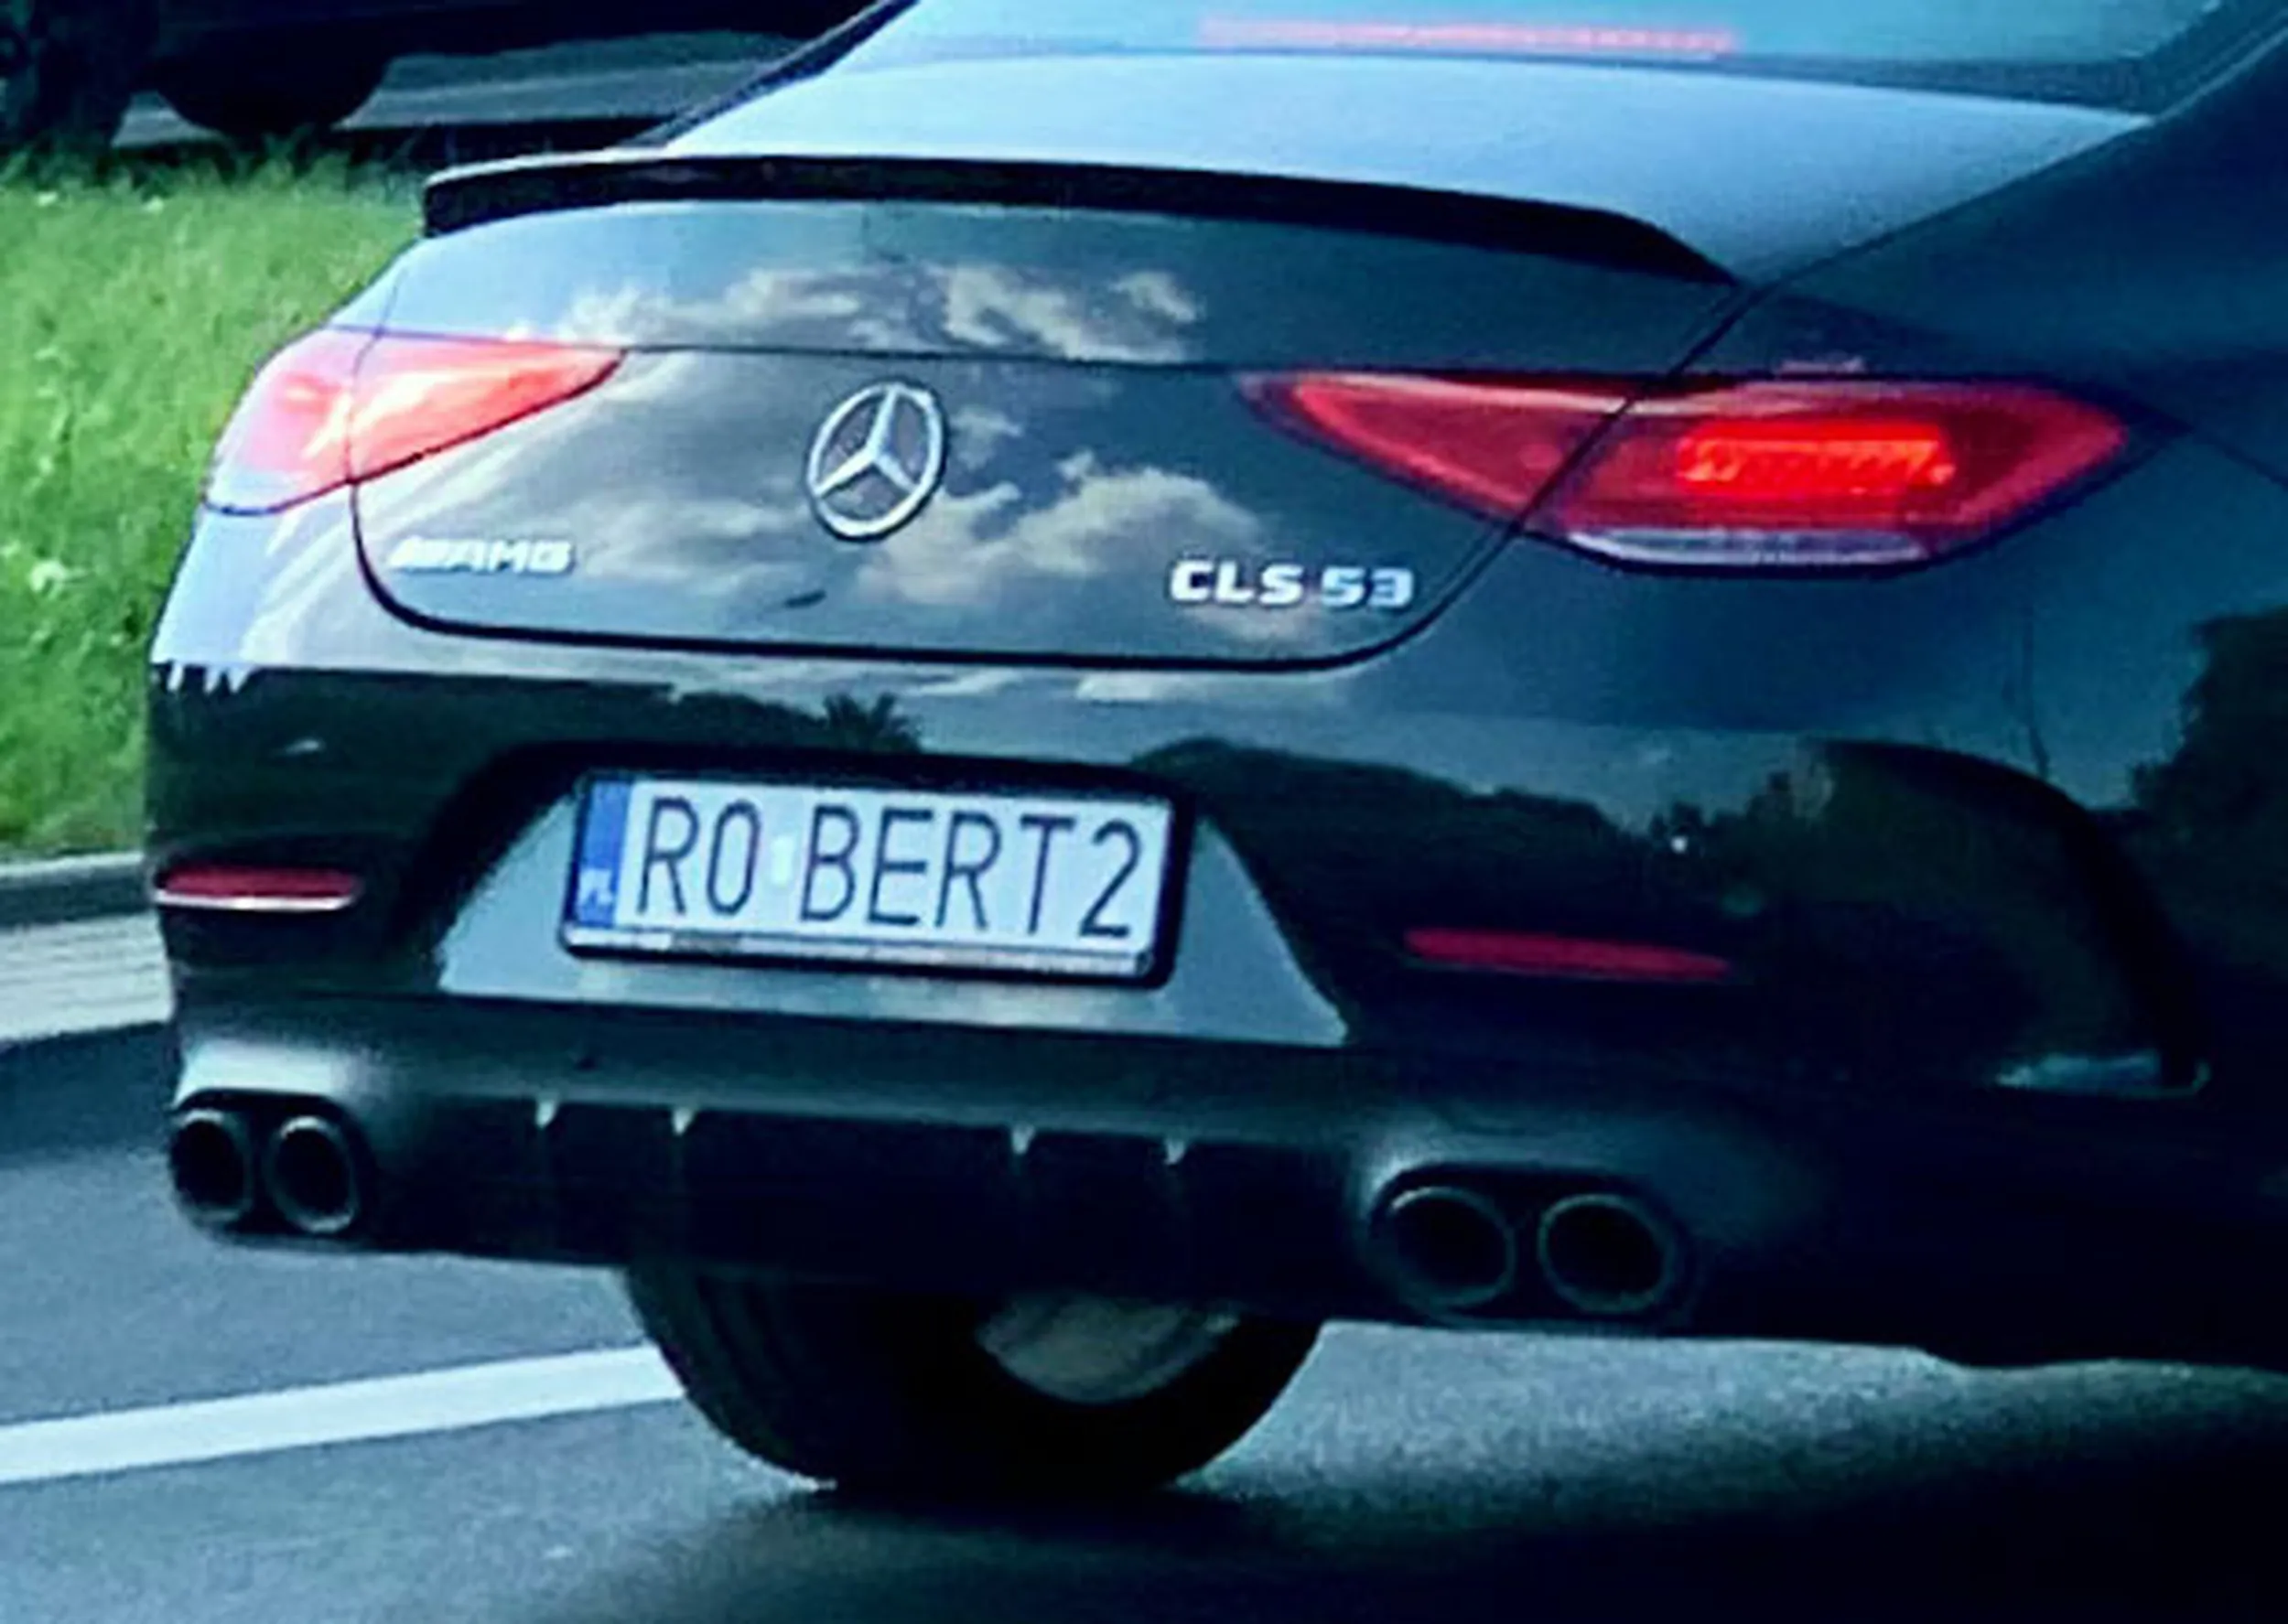 AMG
CLS 53
PL
R0 BERT2